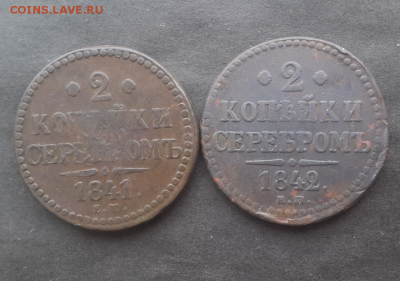 COINS.LAVE.RU
2
КОПѢЙКИ
СЕРЕБРОМЪ
1841.
2
КОПѢЙКИ
СЕРЕБРОМЪ
1842.